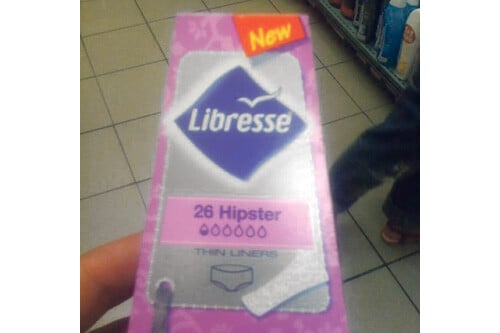 New
Libresse
26 Hipster
THIN LINERS